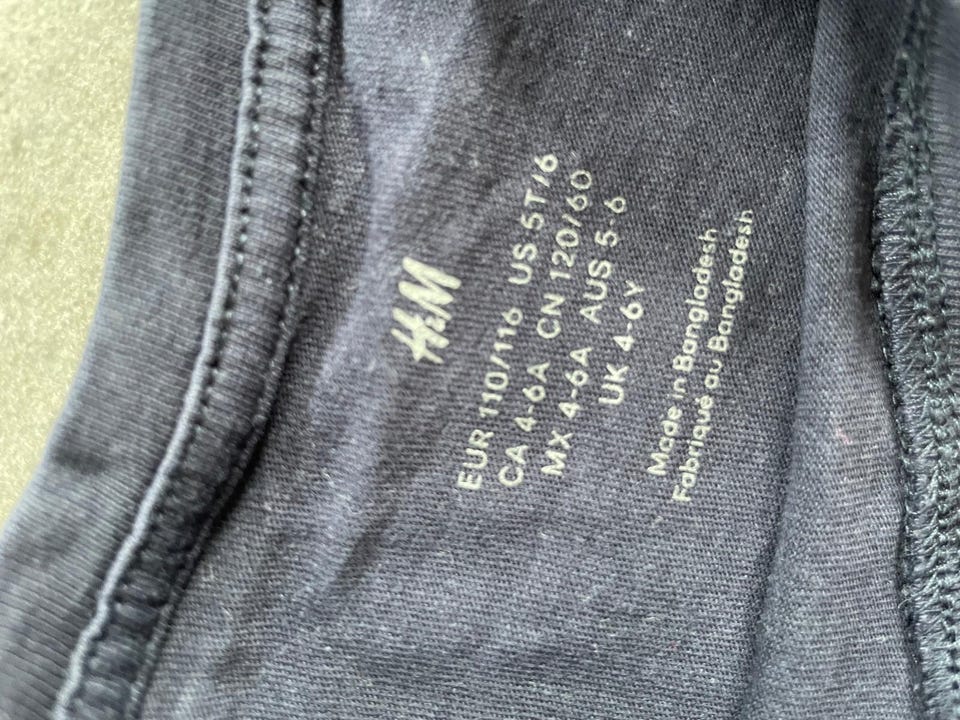 H&M
EUR 110/116 US 5T/6
CA 4-6A CN 120/60
MX 4-6A AUS 5-6
UK 4-6Y
Made in Bangladesh
Fabriqué au Bangladesh